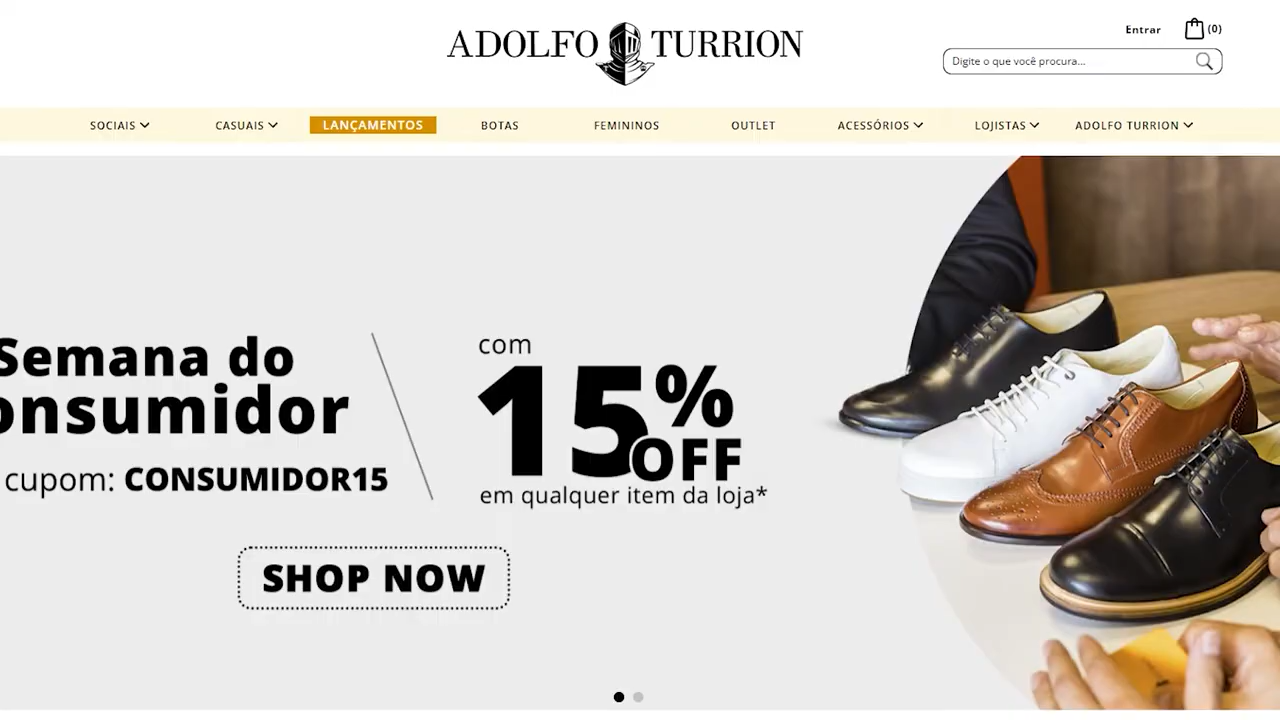 ADOLFO TURRION
Entrar
(0)
Digite o que você procura...
SOCIAIS
CASUAIS
LANÇAMENTOS
BOTAS
FEMININOS
OUTLET
ACESSÓRIOS
LOJISTAS
ADOLFO TURRION
Semana do
onsumidor
cupom: CONSUMIDOR15
com
15%
OFF
em qualquer item da loja*
SHOP NOW